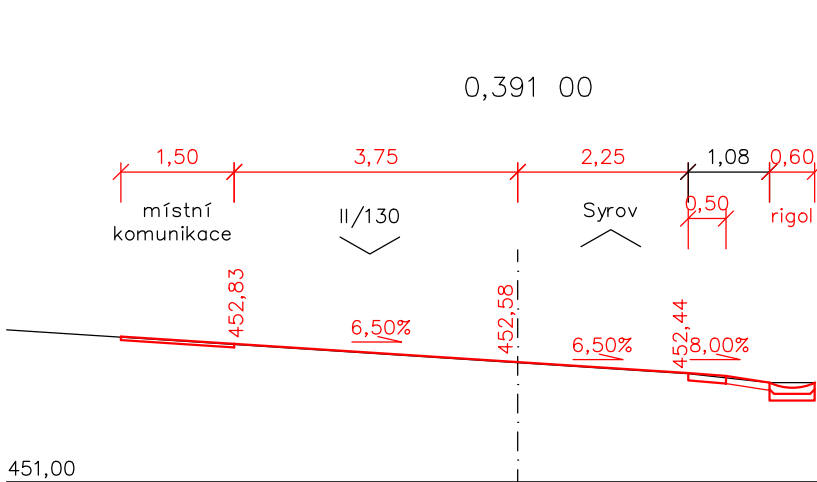 0,391 00
1,50 3,75 2,25 1,08 0,60
místní
komunikace
II/130
Syrov
0,50
rigol
452,83
452,58
452,44
6,50%
6,50%
8,00%
451,00